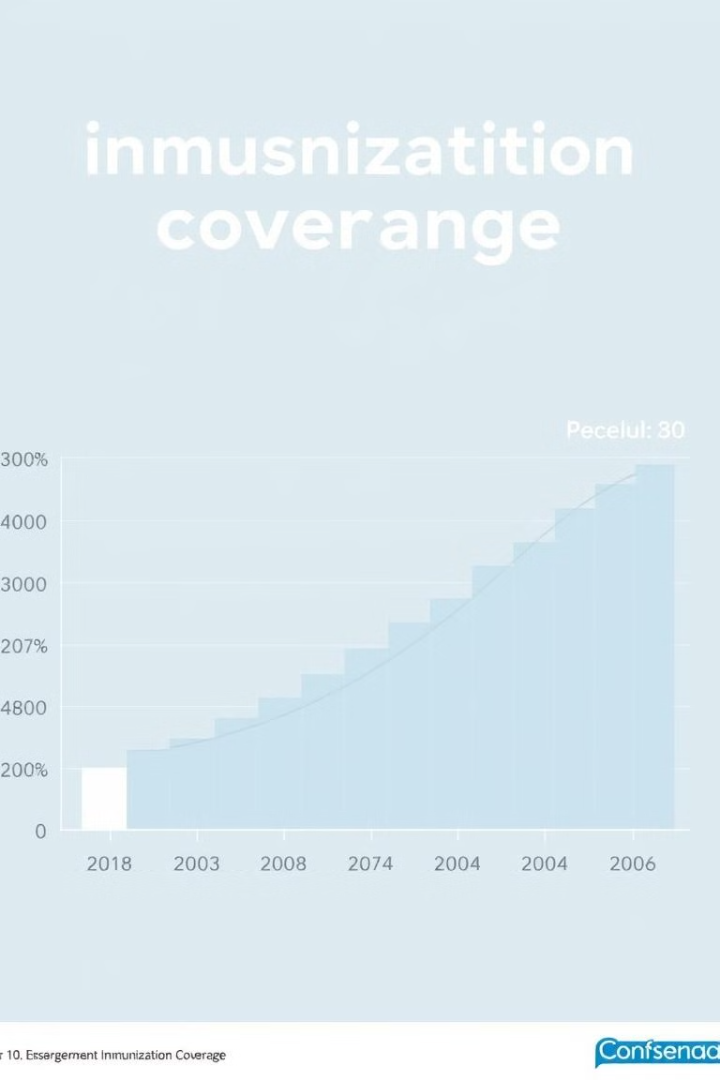 inmusnizatition
coverange
Pecelul: 30
300%
4000
3000
207%
4800
200%
0
2018 2003 2008 2074 2004 2004 2006
10. Essargement Inmunization Coverage
Confsenad